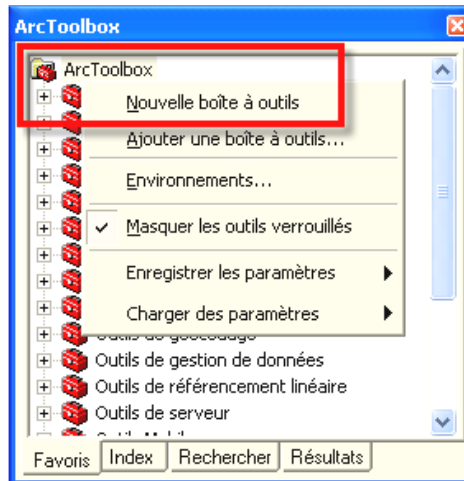 ArcToolbox
ArcToolbox
Nouvelle boîte à outils
Ajouter une boîte à outils...
Environnements...
Masquer les outils verrouillés
Enregistrer les paramètres
Charger des paramètres
Outils de gestion de données
Outils de référencement linéaire
Outils de serveur
Favoris Index Rechercher Résultats